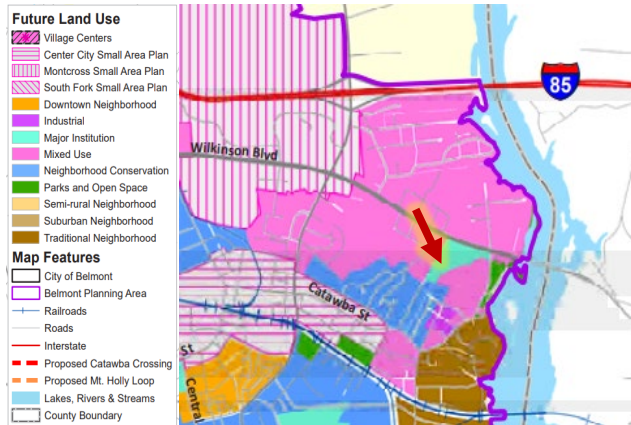 Future Land Use
Village Centers
Center City Small Area Plan
Montcross Small Area Plan
South Fork Small Area Plan
Downtown Neighborhood
Industrial
Major Institution
Mixed Use
Neighborhood Conservation
Parks and Open Space
Semi-rural Neighborhood
Suburban Neighborhood
Traditional Neighborhood
Map Features
City of Belmont
Belmont Planning Area
Railroads
Roads
Interstate
Proposed Catawba Crossing
Proposed Mt. Holly Loop
Lakes, Rivers & Streams
County Boundary
85
Wilkinson Blvd
Catawba St
St
Central